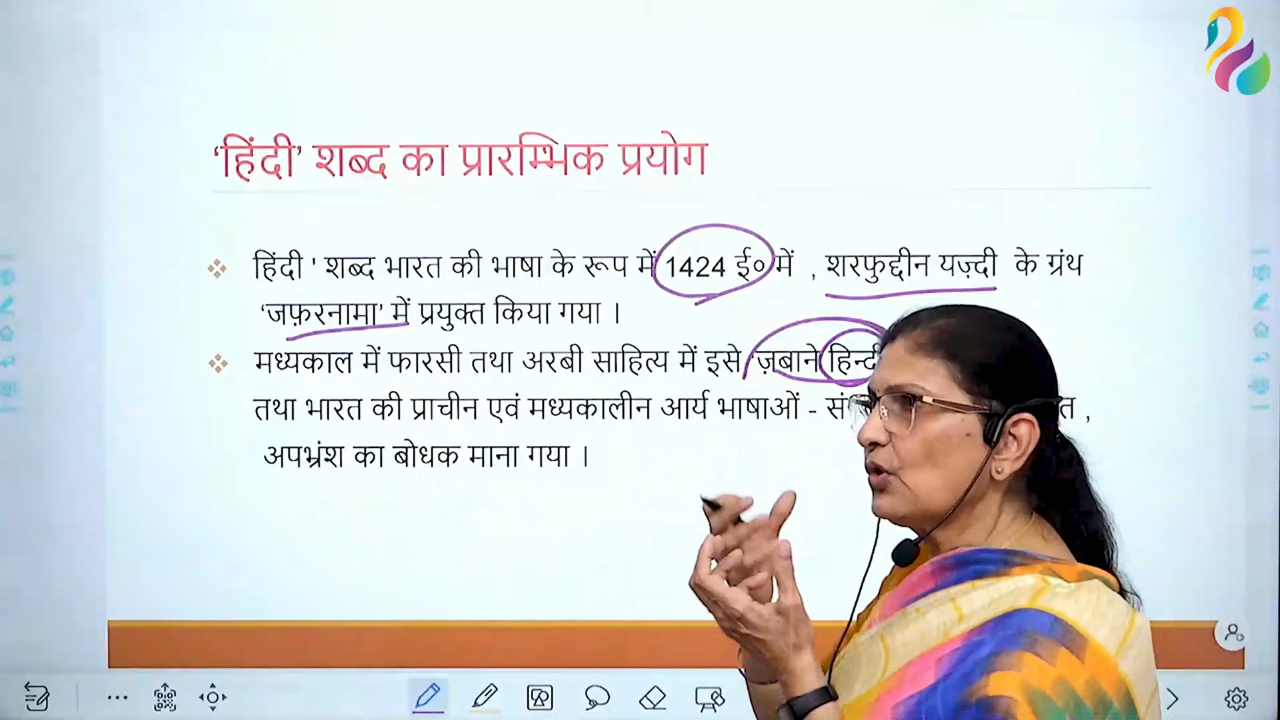 ‘हिंदी’ शब्द का प्रारम्भिक प्रयोग
हिंदी ' शब्द भारत की भाषा के रूप में 1424 ई० में , शरफुद्दीन यज़्दी के ग्रंथ
‘जफ़रनामा’ में प्रयुक्त किया गया ।
मध्यकाल में फारसी तथा अरबी साहित्य में इसे ‘ज़बाने
तथा भारत की प्राचीन एवं मध्यकालीन आर्य भाषाओं -
अपभ्रंश का बोधक माना गया ।